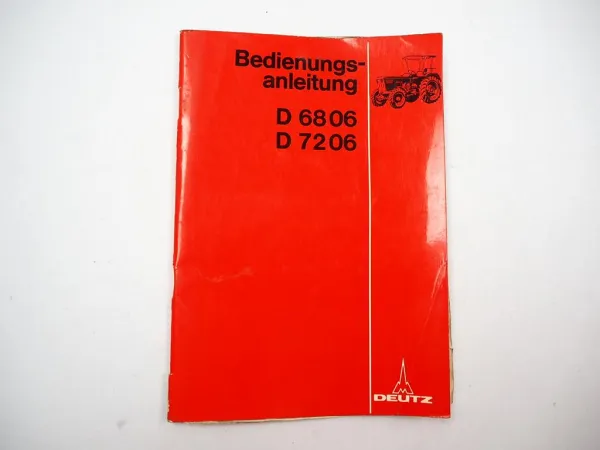 Bedienungs-
anleitung
D 6806
D 7206
DEUTZ